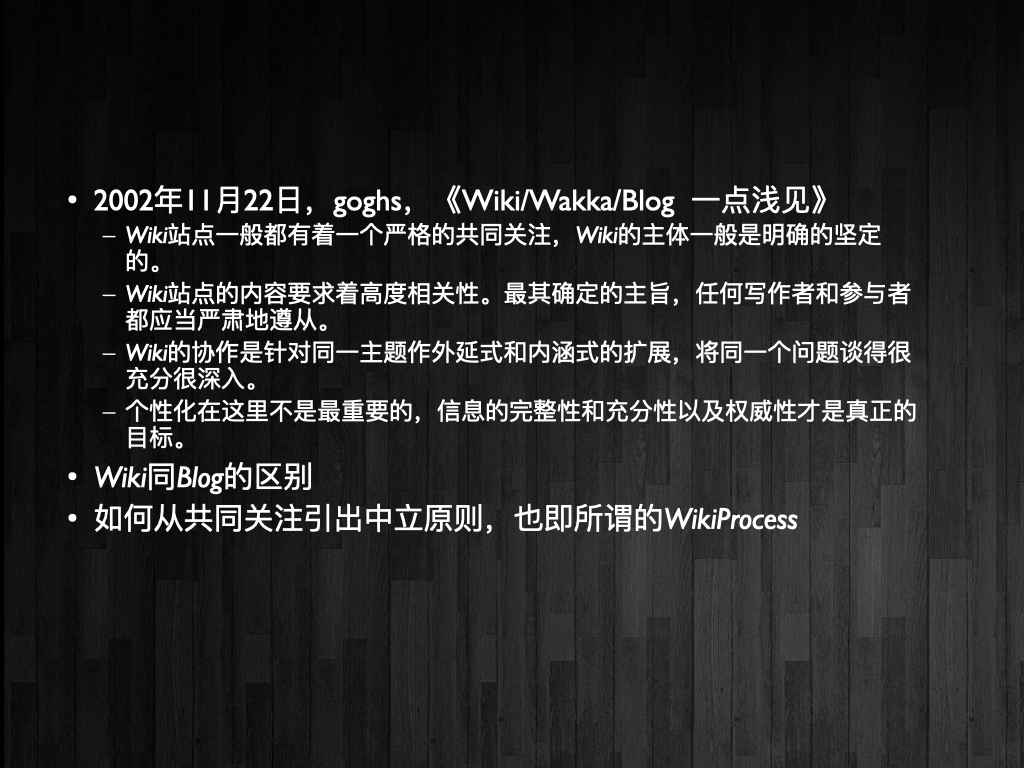 • 2002年11月22日，goghs，《Wiki/Wakka/Blog 一点浅见》
– Wiki站点一般都有着一个严格的共同关注，Wiki的主体一般是明确的坚定
的。
– Wiki站点的内容要求着高度相关性。最其确定的主旨，任何写作者和参与者
都应当严肃地遵从。
– Wiki的协作是针对同一主题作外延式和内涵式的扩展，将同一个问题谈得很
充分很深入。
– 个性化在这里不是最重要的，信息的完整性和充分性以及权威性才是真正的
目标。
• Wiki同Blog的区别
• 如何从共同关注引出中立原则，也即所谓的WikiProcess